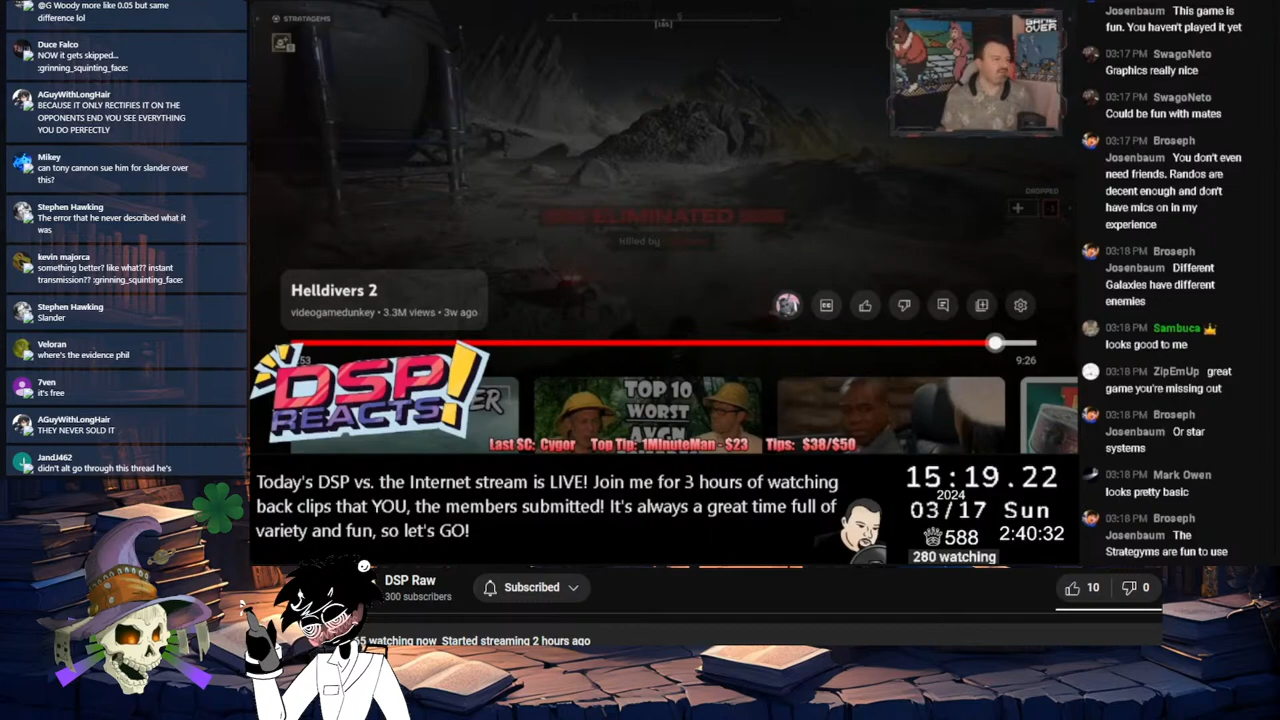 @G Woody more like 0.05 but same
difference lol
Duce Falco
NOW it gets skipped...
:grinning_squinting_face:
AGuyWithLongHair
BECAUSE IT ONLY RECTIFIES IT ON THE
OPPONENTS END YOU SEE EVERYTHING
YOU DO PERFECTLY
Mikey
can tony cannon sue him for slander over
this?
Stephen Hawking
The error that he never described what it
was
kevin majorca
something better? like what?? instant
transmission?? :grinning_squinting_face:
Stephen Hawking
Slander
Veloran
where's the evidence phil
7ven
it's free
AGuyWithLongHair
THEY NEVER SOLD IT
JandJ462
didn't alt go through this thread he's
STRATAGEMS
[165]
GAME
OVER
DROPPED
ELIMINATED
Killed by
Helldivers 2
videogamedunkey • 3.3M views • 3w ago
53
9:26
DSP
REACTS!
TOP 10
WORST
AVGN
Last SC: Cygor Top Tip: 1MinuteMan - $23 Tips: $38/$50
Today's DSP vs. the Internet stream is LIVE! Join me for 3 hours of watching
back clips that YOU, the members submitted! It's always a great time full of
variety and fun, so let's GO!
15:19.22
2024
03/17 Sun
588
2:40:32
280 watching
DSP Raw
300 subscribers
Subscribed
10
0
watching now Started streaming 2 hours ago
Josenbaum This game is
fun. You haven't played it yet
03:17 PM SwagoNeto
Graphics really nice
03:17 PM SwagoNeto
Could be fun with mates
03:17 PM Broseph
Josenbaum You don't even
need friends. Randos are
decent enough and don't
have mics on in my
experience
03:18 PM Broseph
Josenbaum Different
Galaxies have different
enemies
03:18 PM Sambuca
looks good to me
03:18 PM ZipEmUp great
game you're missing out
03:18 PM Broseph
Josenbaum Or star
systems
03:18 PM Mark Owen
looks pretty basic
03:18 PM Broseph
Josenbaum The
Strategyms are fun to use